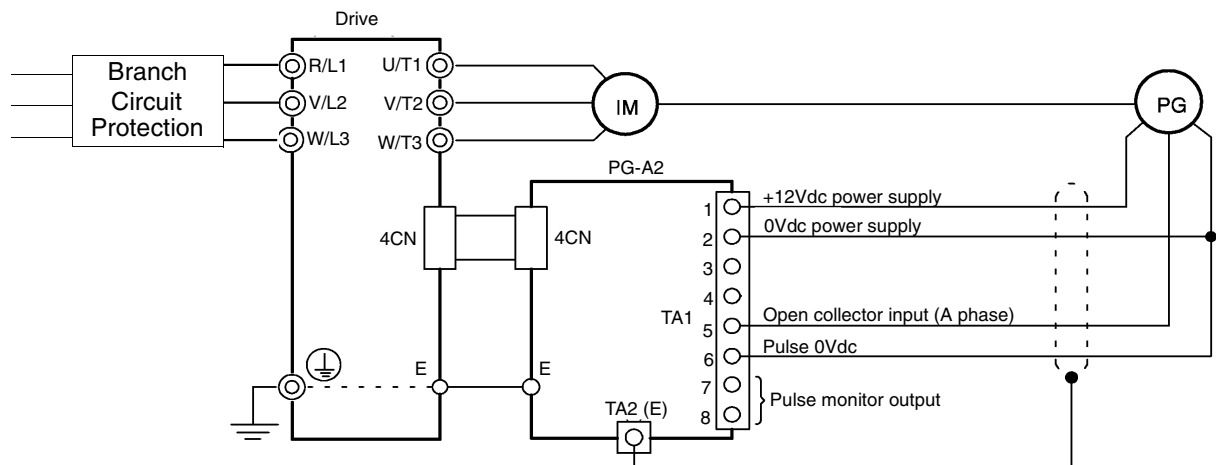 Drive
Branch
Circuit
Protection
R/L1
U/T1
V/L2
V/T2
W/L3
W/T3
IM
PG
PG-A2
4CN
4CN
1
+12Vdc power supply
2
0Vdc power supply
3
4
TA1
5
Open collector input (A phase)
6
Pulse 0Vdc
E
E
7
8
Pulse monitor output
TA2 (E)